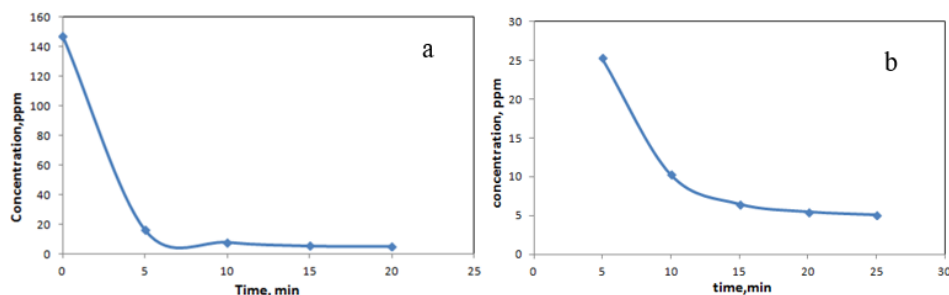 160
140
120
100
80
60
40
20
0
Concentration,ppm
0 5 10 15 20 25
Time, min
a
30
25
20
15
10
5
0
concentration, ppm
0 5 10 15 20 25 30
time,min
b